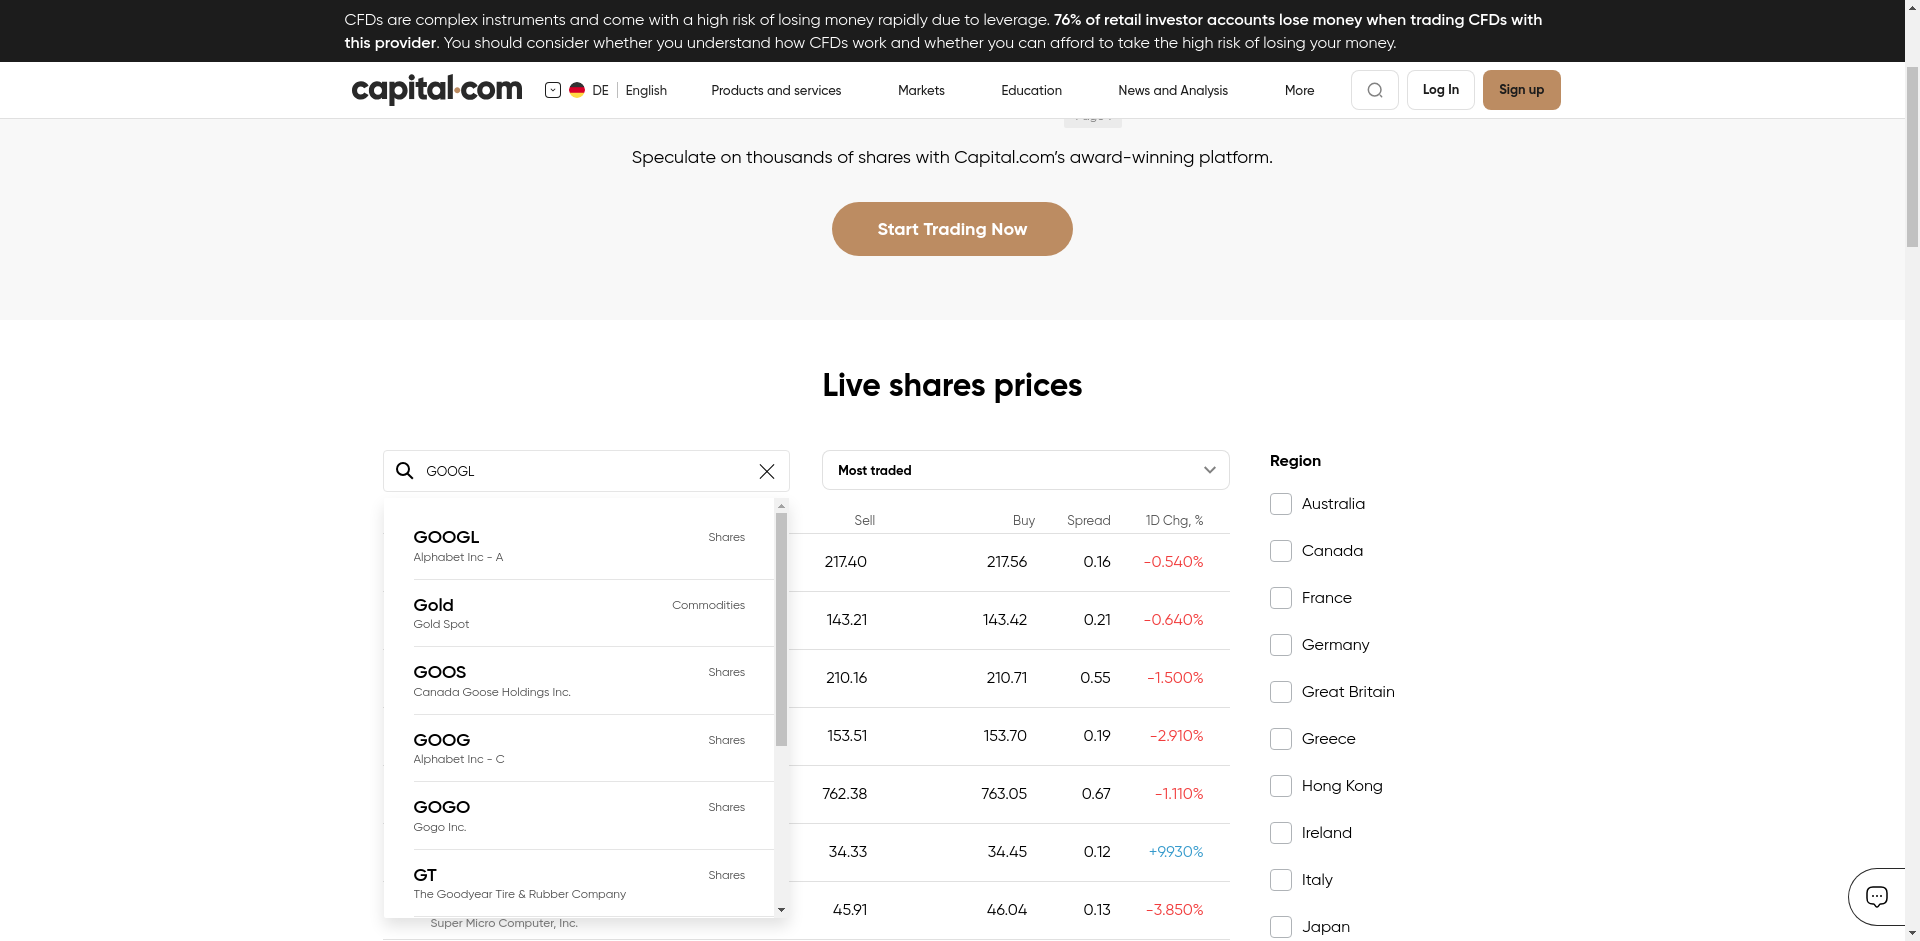 CFDs are complex instruments and come with a high risk of losing money rapidly due to leverage. 76% of retail investor accounts lose money when trading CFDs with
this provider. You should consider whether you understand how CFDs work and whether you can afford to take the high risk of losing your money.
capital.com
DE English
Products and services
Markets
Education
News and Analysis
More
Log In
Sign up
Speculate on thousands of shares with Capital.com's award-winning platform.
Start Trading Now
Live shares prices
GOOGL
GOOGL Shares
Alphabet Inc - A
Gold Commodities
Gold Spot
GOOS Shares
Canada Goose Holdings Inc.
GOOG Shares
Alphabet Inc - C
GOGO Shares
Gogo Inc.
GT Shares
The Goodyear Tire & Rubber Company
Super Micro Computer, Inc.
Most traded
Sell Buy Spread 1D Chg, %
217.40 217.56 0.16 -0.540%
143.21 143.42 0.21 -0.640%
210.16 210.71 0.55 -1.500%
153.51 153.70 0.19 -2.910%
762.38 763.05 0.67 -1.110%
34.33 34.45 0.12 +9.930%
45.91 46.04 0.13 -3.850%
Region
Australia
Canada
France
Germany
Great Britain
Greece
Hong Kong
Ireland
Italy
Japan